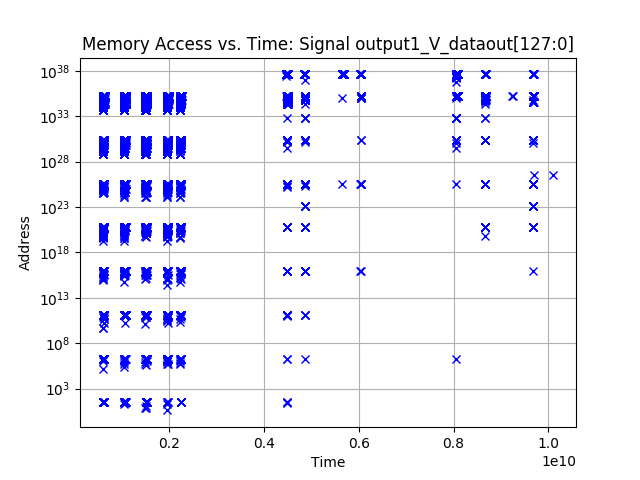 Memory Access vs. Time: Signal output1_V_dataout[127:0]
10^38
10^33
10^28
10^23
10^18
10^13
10^8
10^3
Address
0.2 0.4 0.6 0.8 1.0
1e10
Time